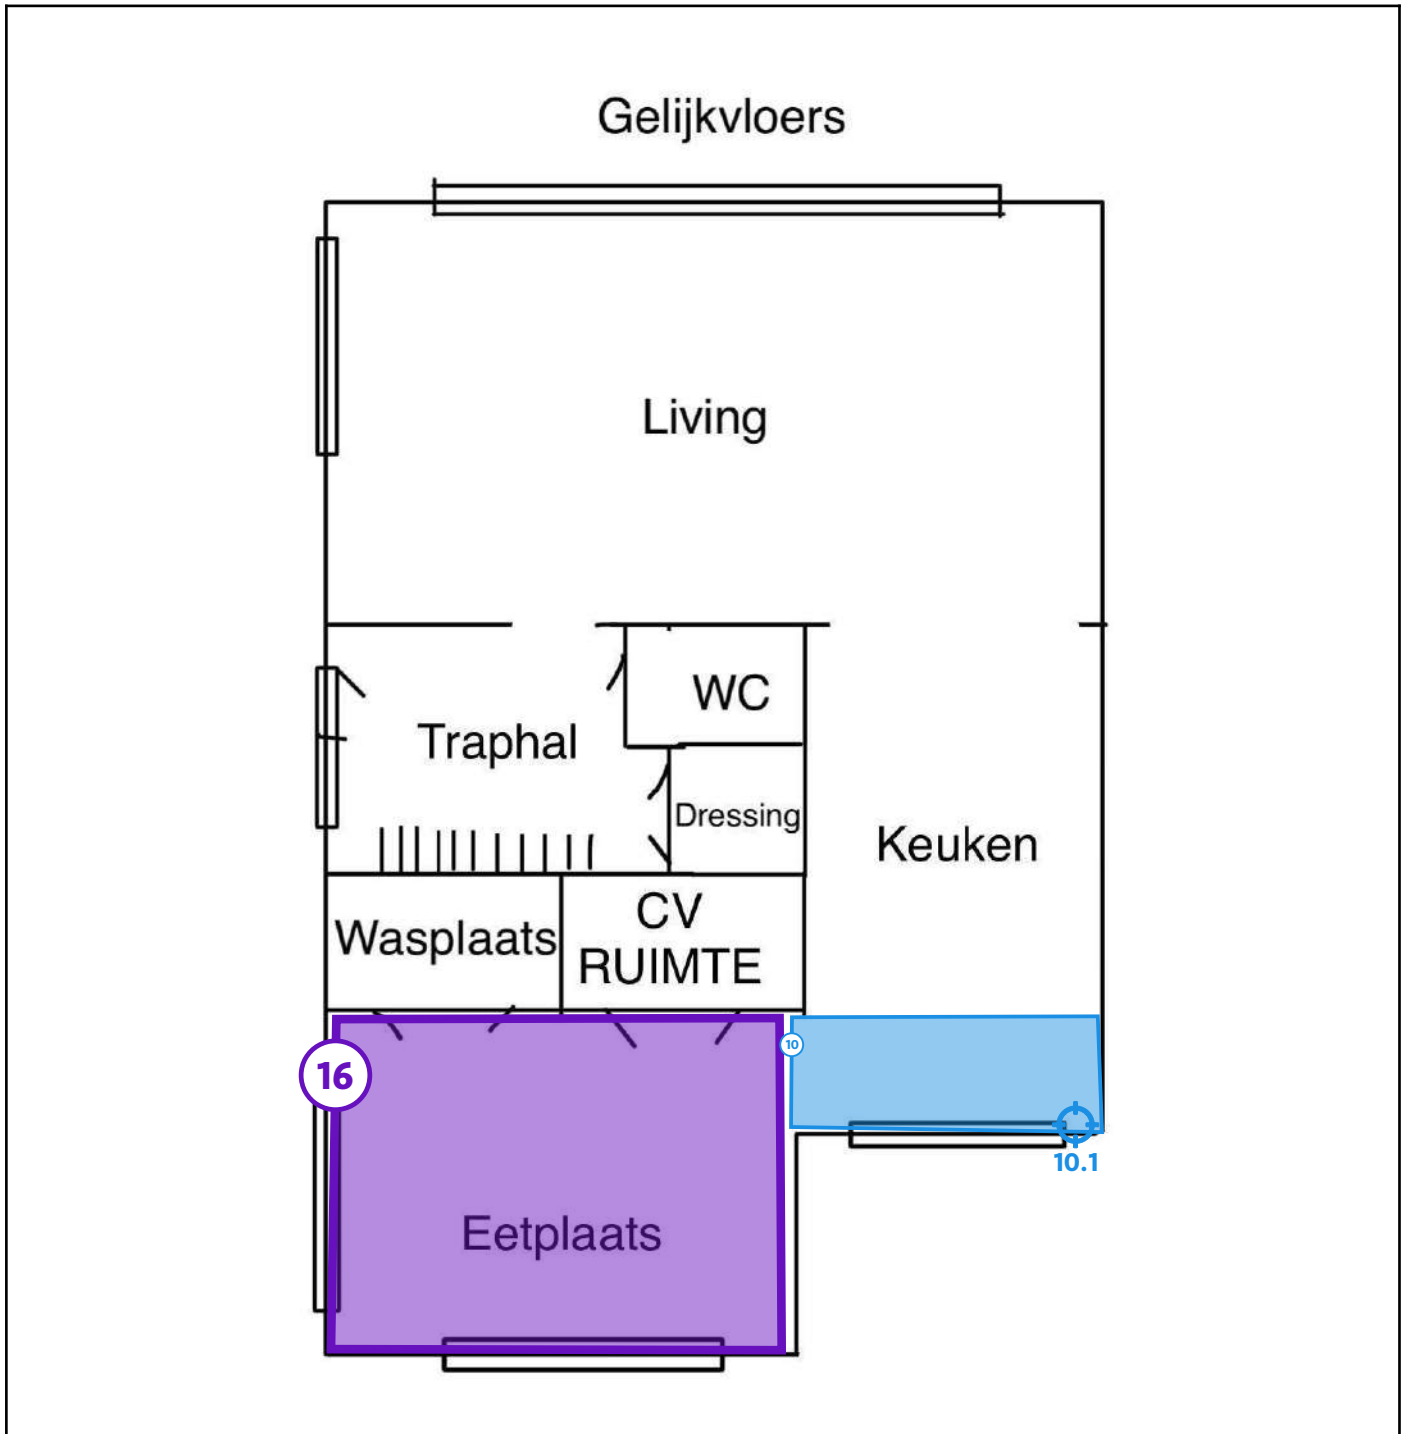 Gelijkvloers
Living
WC
Traphal
Dressing
Keuken
CV
RUIMTE
Wasplaats
10
16
10.1
Eetplaats